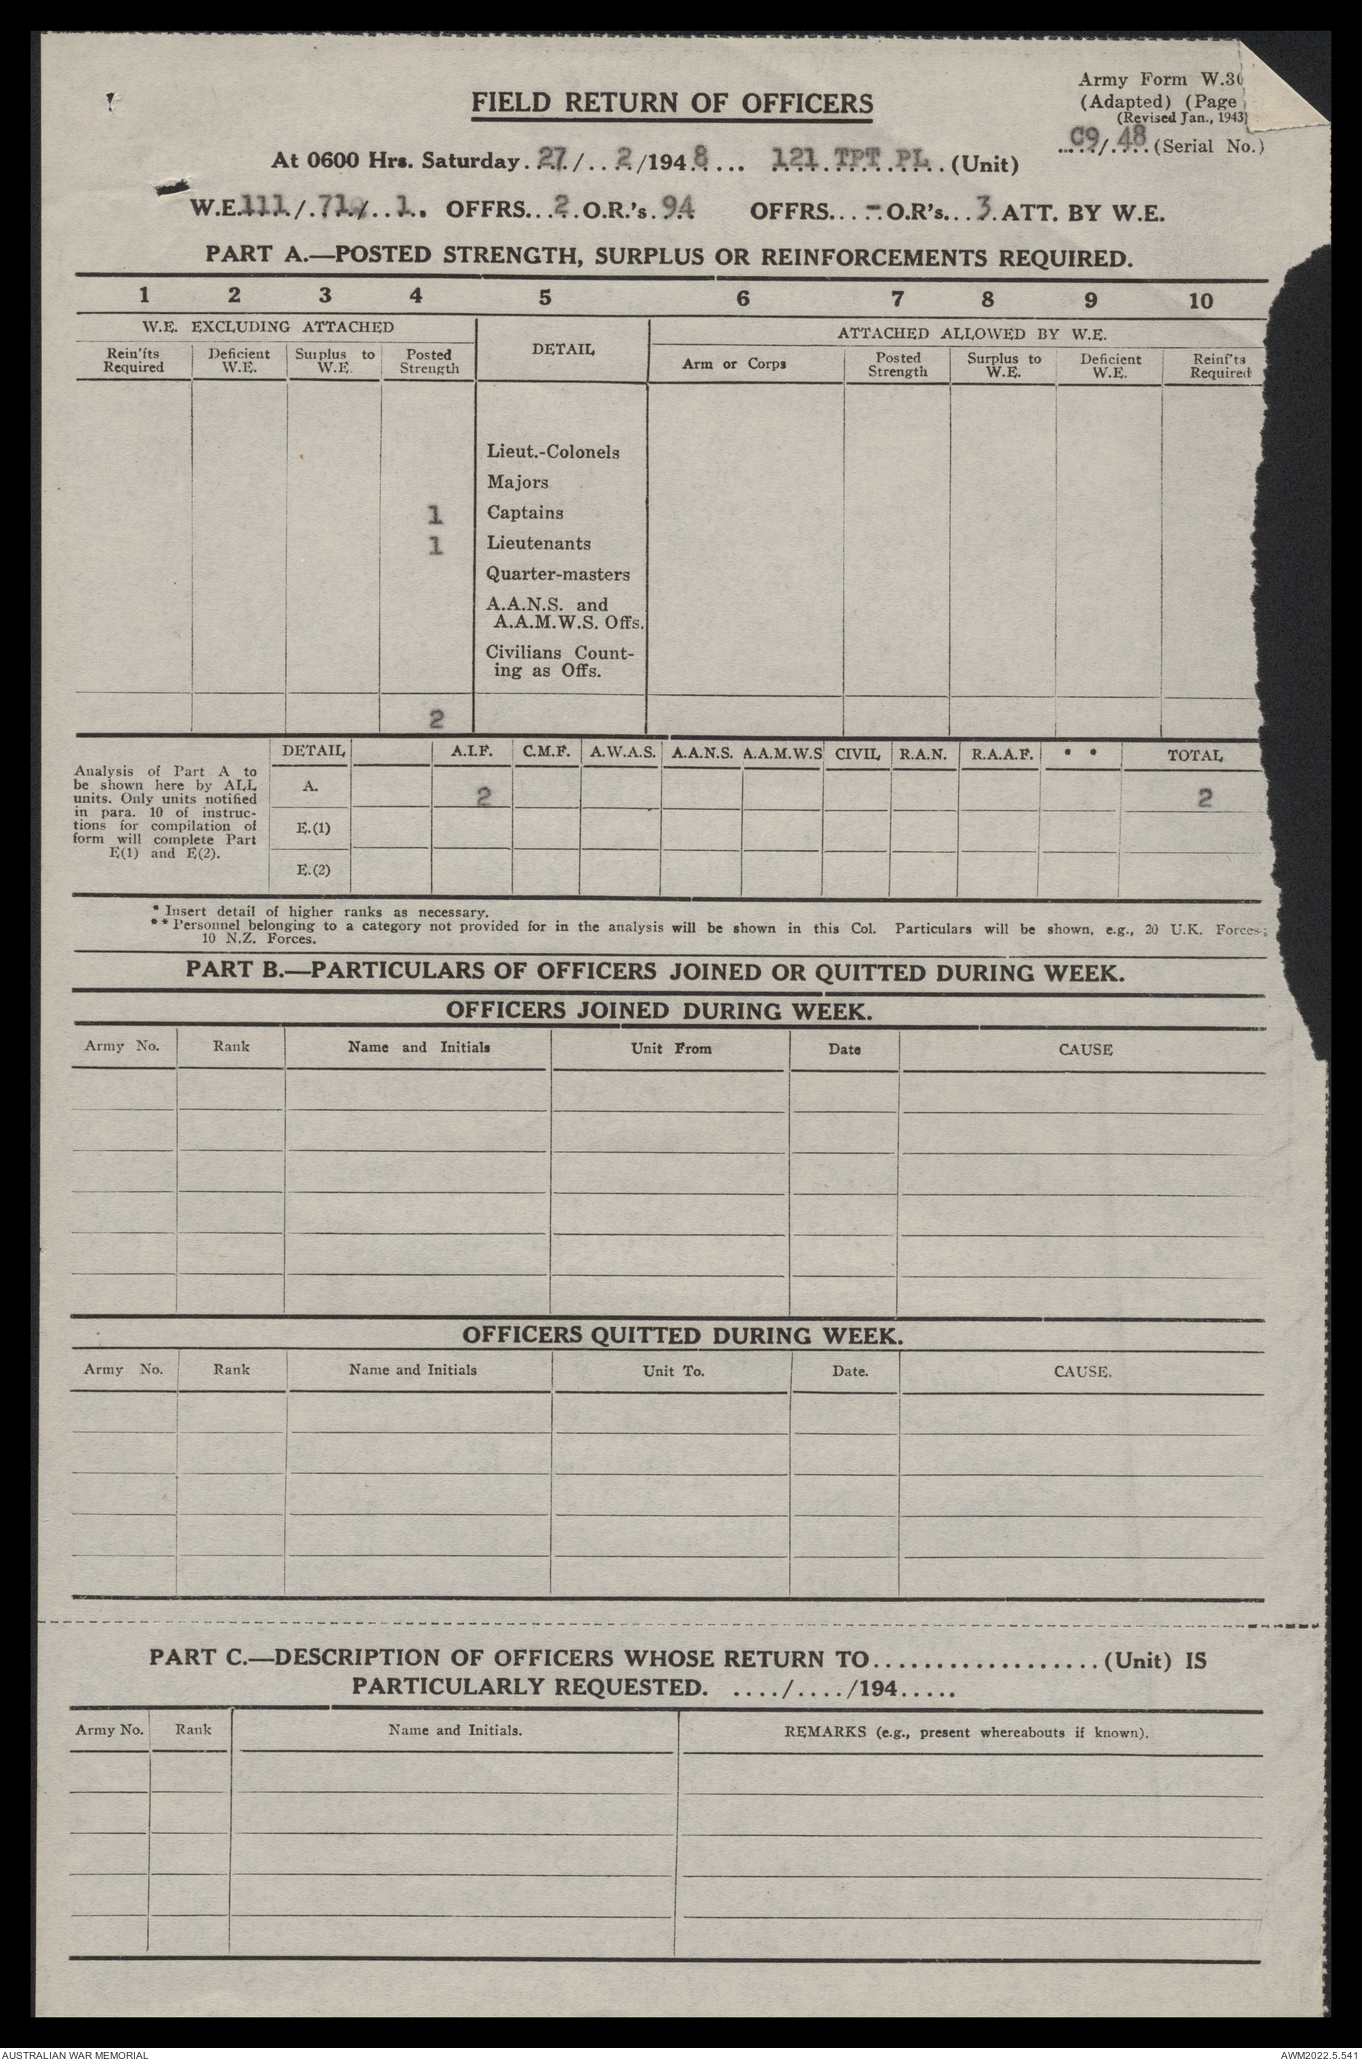 Army Form W.3
FIELD RETURN OF OFFICERS
(Adapted) (Page
(Revised Jan., 1943)
C9/48 (Serial No.)
At 0600 Hrs. Saturday. 27/..2/1948... 121 TPT PL (Unit)
W.E.111./.71./..1.. OFFRS...2.O.R.'s.94 OFFRS...-.O.R's...3.ATT. BY W.E.
PART A.—POSTED STRENGTH, SURPLUS OR REINFORCEMENTS REQUIRED.
1 2 3 4 5 6 7 8 9 10
W.E. EXCLUDING ATTACHED DETAIL ATTACHED ALLOWED BY W.E.
Rein'fts Required Deficient W.E. Surplus to W.E. Posted Strength Arm or Corps Posted Strength Surplus to W.E. Deficient W.E. Reinf'ts Required
Lieut.-Colonels
Majors
1 Captains
1 Lieutenants
Quarter-masters
A.A.N.S. and
A.A.M.W.S. Offs.
Civilians Count-
ing as Offs.
2
DETAIL A.I.F. C.M.F. A.W.A.S. A.A.N.S. A.A.M.W.S CIVIL R.A.N. R.A.A.F. * * TOTAL
Analysis of Part A to
be shown here by ALL
units. Only units notified
in para. 10 of instruc-
tions for compilation of
form will complete Part
E(1) and E(2).
A. 2 2
E.(1)
E.(2)
* Insert detail of higher ranks as necessary.
** Personnel belonging to a category not provided for in the analysis will be shown in this Col. Particulars will be shown, e.g., 20 U.K. Forces;
10 N.Z. Forces.
PART B.—PARTICULARS OF OFFICERS JOINED OR QUITTED DURING WEEK.
OFFICERS JOINED DURING WEEK.
Army No. Rank Name and Initials Unit From Date CAUSE
OFFICERS QUITTED DURING WEEK.
Army No. Rank Name and Initials Unit To. Date. CAUSE.
PART C.—DESCRIPTION OF OFFICERS WHOSE RETURN TO..................(Unit) IS
PARTICULARLY REQUESTED. ..../..../194.....
Army No. Rank Name and Initials. REMARKS (e.g., present whereabouts if known).
AUSTRALIAN WAR MEMORIAL AWM2022.5.541